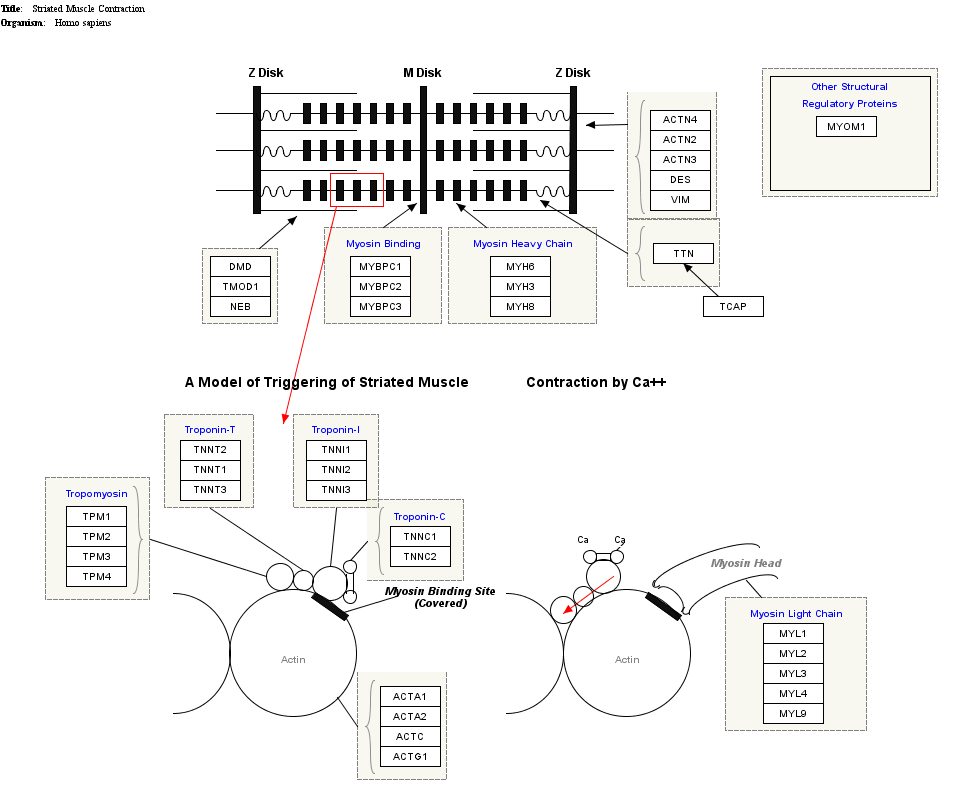 Title: Striated Muscle Contraction
Organism: Homo sapiens
Z Disk
M Disk
Z Disk
Other Structural
Regulatory Proteins
MYOM1
ACTN4
ACTN2
ACTN3
DES
VIM
TTN
TCAP
DMD
TMOD1
NEB
Myosin Binding
MYBPC1
MYBPC2
MYBPC3
Myosin Heavy Chain
MYH6
MYH3
MYH8
A Model of Triggering of Striated Muscle Contraction by Ca++
Troponin-T
TNNT2
TNNT1
TNNT3
Troponin-I
TNNI1
TNNI2
TNNI3
Tropomyosin
TPM1
TPM2
TPM3
TPM4
Troponin-C
TNNC1
TNNC2
Myosin Binding Site
(Covered)
Actin
ACTA1
ACTA2
ACTC
ACTG1
Ca
Ca
Myosin Head
Actin
Myosin Light Chain
MYL1
MYL2
MYL3
MYL4
MYL9